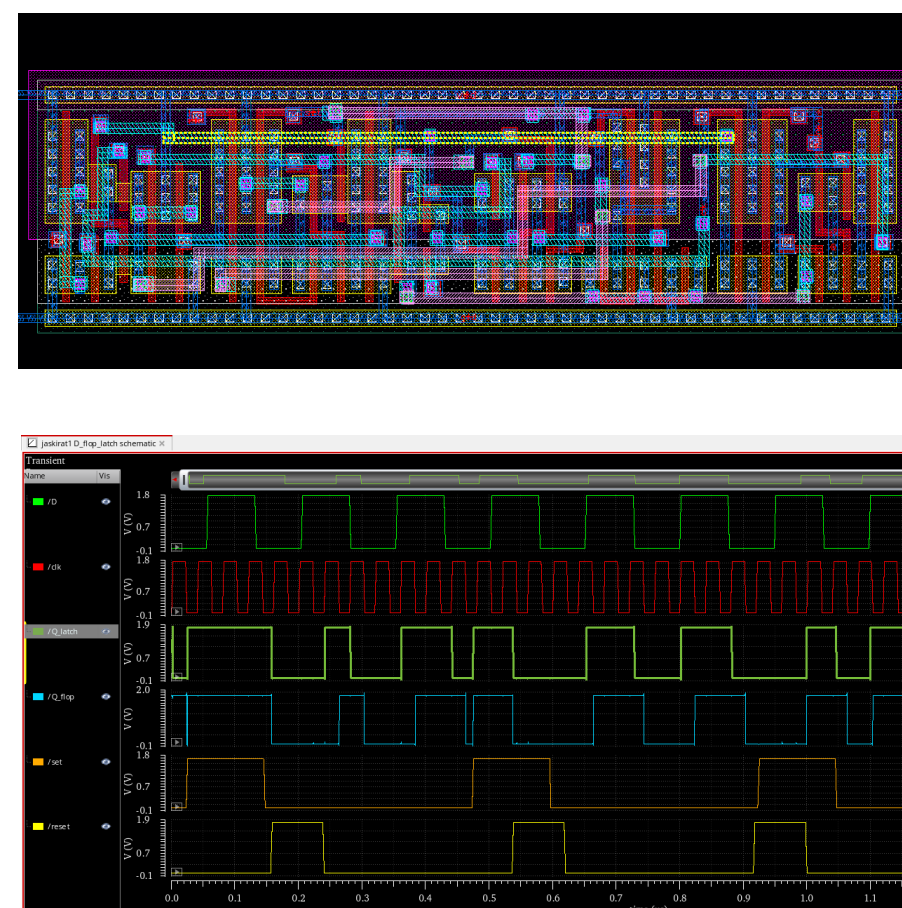 jaskirat1 D_flop_latch schematic ×
Transient
Name Vis
/D
V (V)
1.8
0.7
-0.1
/clk
V (V)
1.8
0.7
-0.1
/Q_latch
V (V)
1.9
0.7
-0.1
/Q_flop
V (V)
2.0
-0.1
/set
V (V)
1.8
0.7
-0.1
/reset
V (V)
1.9
0.7
-0.1
0.0 0.1 0.2 0.3 0.4 0.5 0.6 0.7 0.8 0.9 1.0 1.1